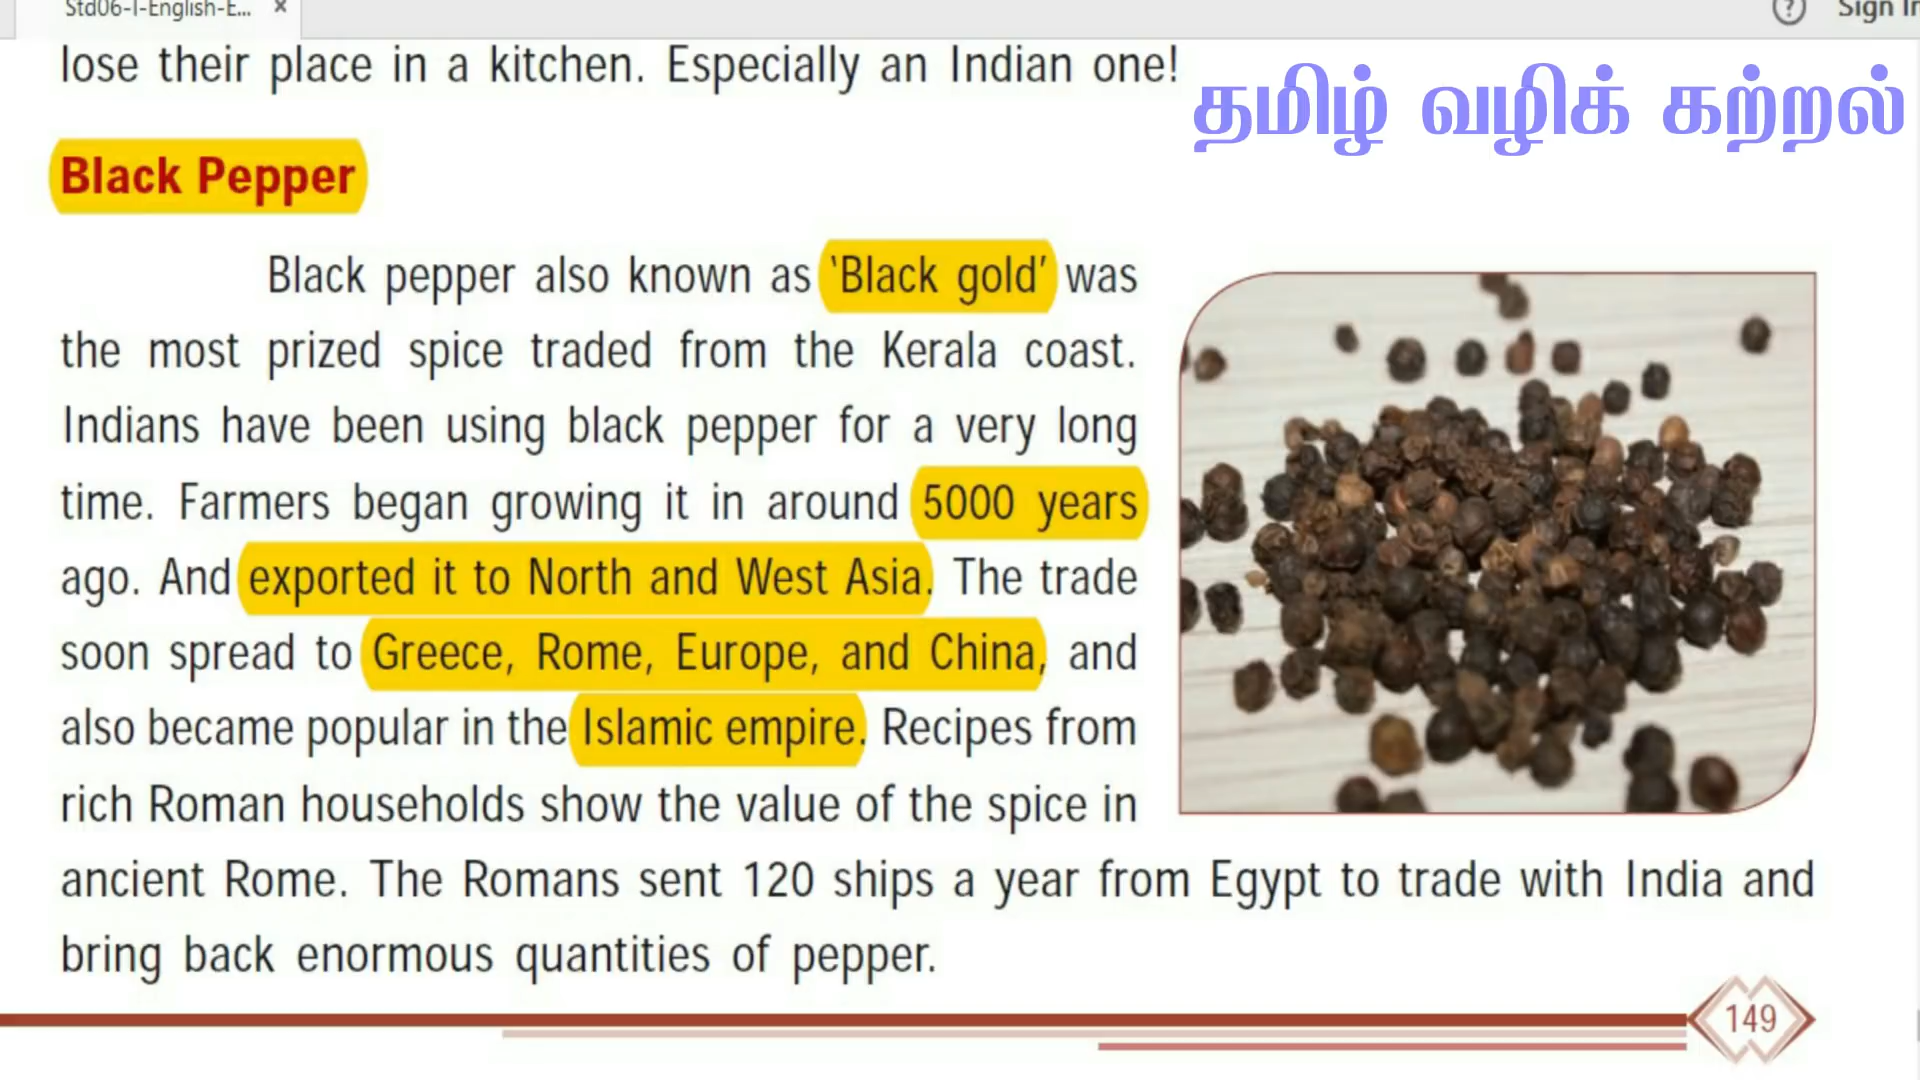 Std06-I-English-E... ×
? Sign In
lose their place in a kitchen. Especially an Indian one!
தமிழ் வழிக் கற்றல்
Black Pepper
Black pepper also known as ‘Black gold’ was
the most prized spice traded from the Kerala coast.
Indians have been using black pepper for a very long
time. Farmers began growing it in around 5000 years
ago. And exported it to North and West Asia. The trade
soon spread to Greece, Rome, Europe, and China, and
also became popular in the Islamic empire. Recipes from
rich Roman households show the value of the spice in
ancient Rome. The Romans sent 120 ships a year from Egypt to trade with India and
bring back enormous quantities of pepper.
149